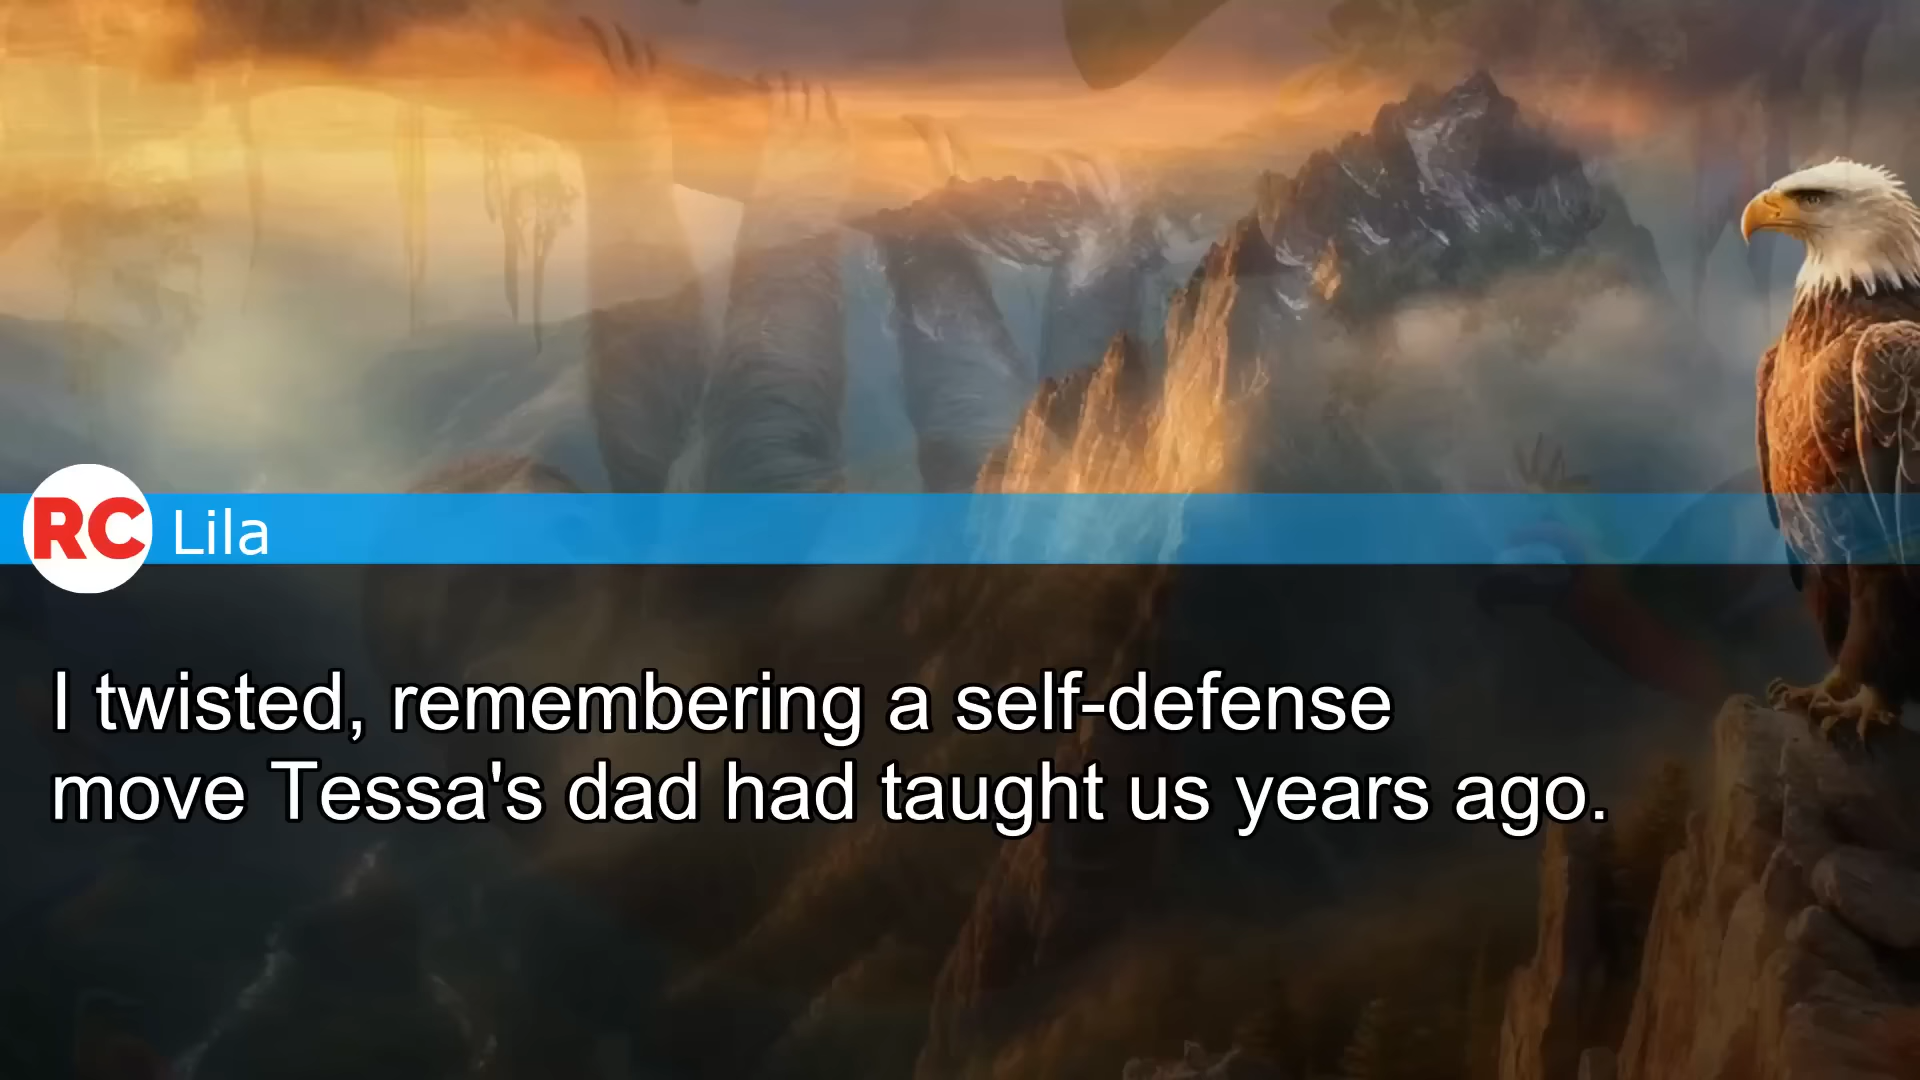 RC Lila
I twisted, remembering a self-defense
move Tessa's dad had taught us years ago.